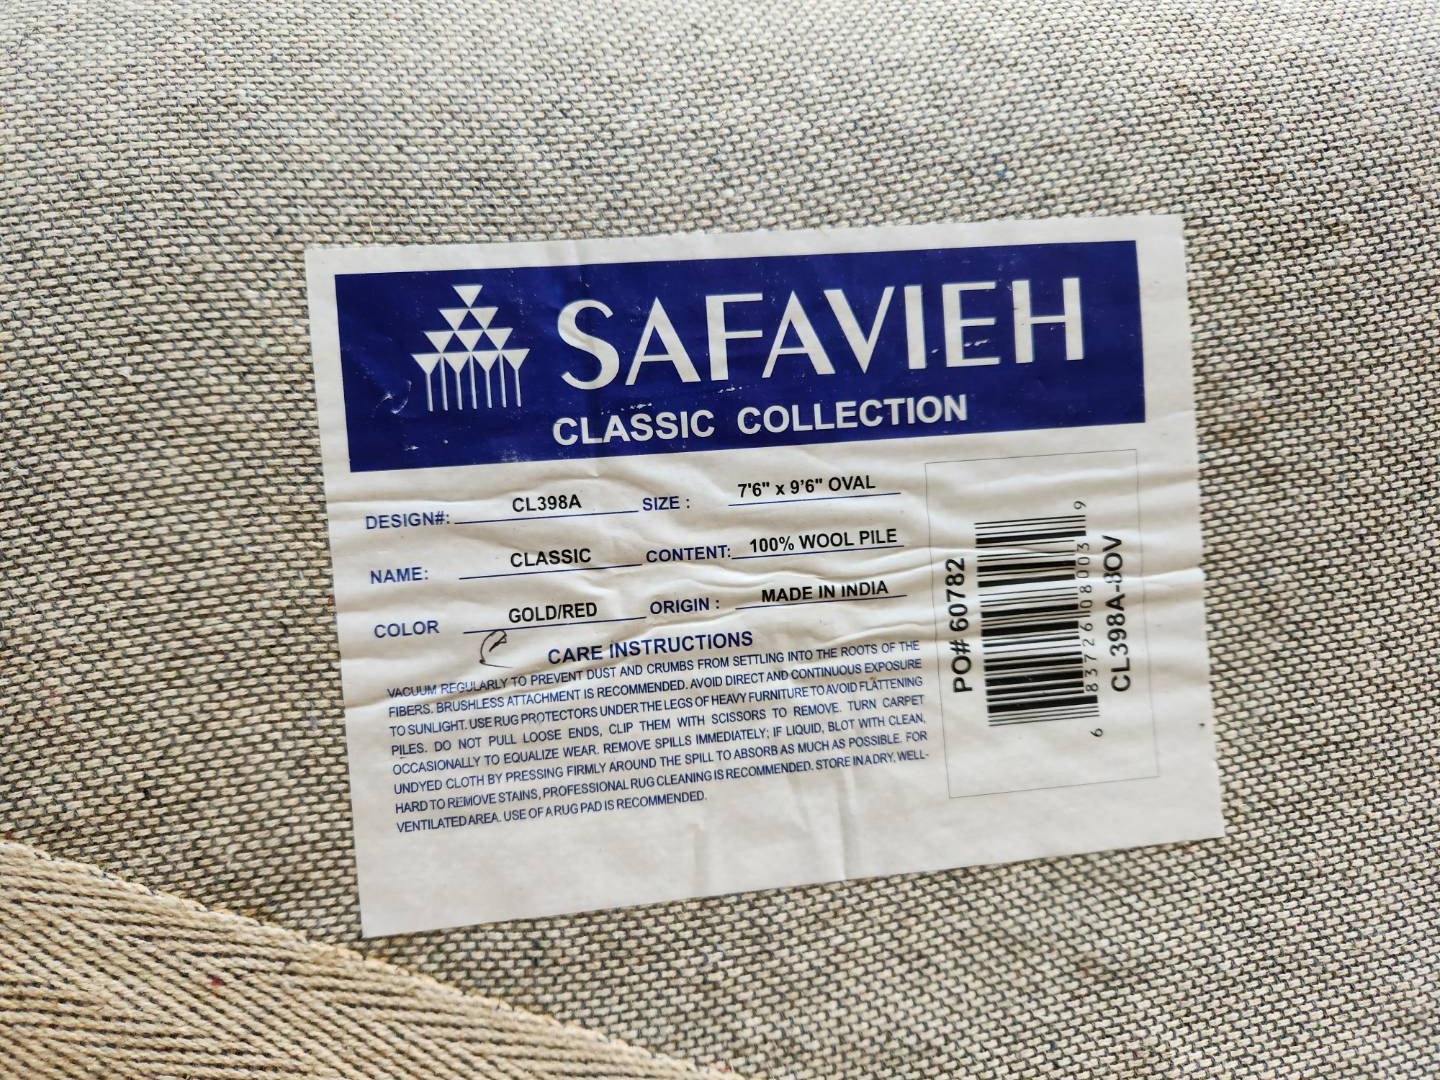 SAFAVIEH
CLASSIC COLLECTION
DESIGN#: CL398A SIZE : 7'6" x 9'6" OVAL
NAME: CLASSIC CONTENT: 100% WOOL PILE
COLOR GOLD/RED ORIGIN : MADE IN INDIA
CARE INSTRUCTIONS
VACUUM REGULARLY TO PREVENT DUST AND CRUMBS FROM SETTLING INTO THE ROOTS OF THE
FIBERS. BRUSHLESS ATTACHMENT IS RECOMMENDED. AVOID DIRECT AND CONTINUOUS EXPOSURE
TO SUNLIGHT. USE RUG PROTECTORS UNDER THE LEGS OF HEAVY FURNITURE TO AVOID FLATTENING
PILES. DO NOT PULL LOOSE ENDS, CLIP THEM WITH SCISSORS TO REMOVE. TURN CARPET
OCCASIONALLY TO EQUALIZE WEAR. REMOVE SPILLS IMMEDIATELY; IF LIQUID, BLOT WITH CLEAN,
UNDYED CLOTH BY PRESSING FIRMLY AROUND THE SPILL TO ABSORB AS MUCH AS POSSIBLE. FOR
HARD TO REMOVE STAINS, PROFESSIONAL RUG CLEANING IS RECOMMENDED. STORE IN A DRY, WELL-
VENTILATED AREA. USE OF A RUG PAD IS RECOMMENDED.
PO# 60782
6 83726 08003 9
CL398A-8OV